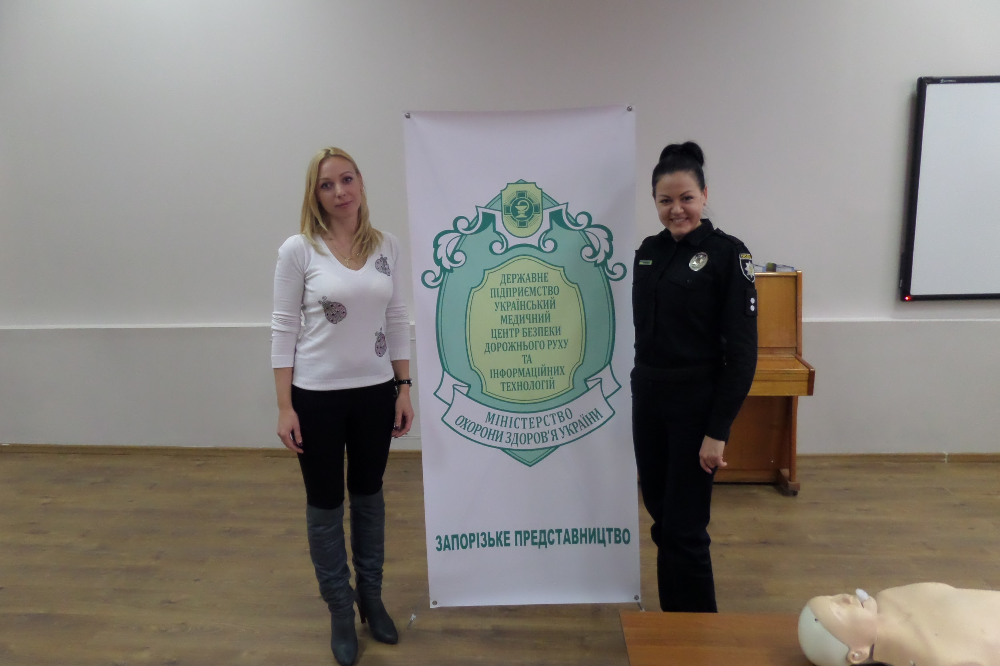 ДЕРЖАВНЕ
ПІДПРИЄМСТВО
УКРАЇНСЬКИЙ
МЕДИЧНИЙ
ЦЕНТР БЕЗПЕКИ
ДОРОЖНЬОГО РУХУ
ТА
ІНФОРМАЦІЙНИХ
ТЕХНОЛОГІЙ
МІНІСТЕРСТВО
ОХОРОНИ ЗДОРОВ'Я УКРАЇНИ
ЗАПОРІЗЬКЕ ПРЕДСТАВНИЦТВО